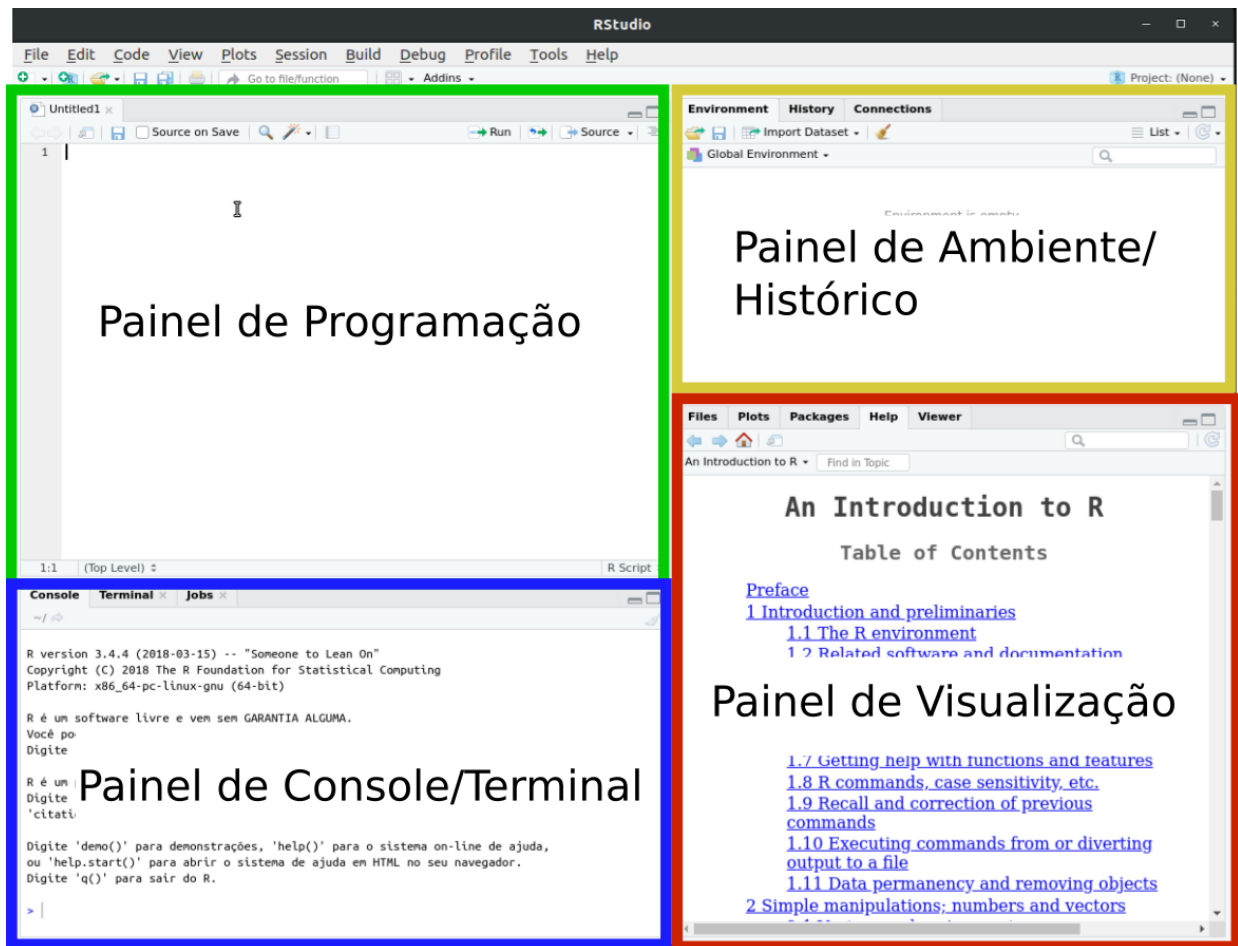 RStudio
File Edit Code View Plots Session Build Debug Profile Tools Help
Go to file/function Addins Project: (None)
Untitled1
Source on Save Run Source
1
Painel de Programação
1:1 (Top Level) R Script
Environment History Connections
Import Dataset List
Global Environment
Environment is empty
Painel de Ambiente/
Histórico
Console Terminal Jobs
~/
R version 3.4.4 (2018-03-15) -- "Someone to Lean On"
Copyright (C) 2018 The R Foundation for Statistical Computing
Platform: x86_64-pc-linux-gnu (64-bit)
R é um software livre e vem sem GARANTIA ALGUMA.
Você po
Digite
R é um
Digite
'citati
Painel de Console/Terminal
Digite 'demo()' para demonstrações, 'help()' para o sistema on-line de ajuda,
ou 'help.start()' para abrir o sistema de ajuda em HTML no seu navegador.
Digite 'q()' para sair do R.
>
Files Plots Packages Help Viewer
An Introduction to R Find in Topic
An Introduction to R
Table of Contents
Preface
1 Introduction and preliminaries
1.1 The R environment
1.2 Related software and documentation
Painel de Visualização
1.7 Getting help with functions and features
1.8 R commands, case sensitivity, etc.
1.9 Recall and correction of previous
commands
1.10 Executing commands from or diverting
output to a file
1.11 Data permanency and removing objects
2 Simple manipulations; numbers and vectors